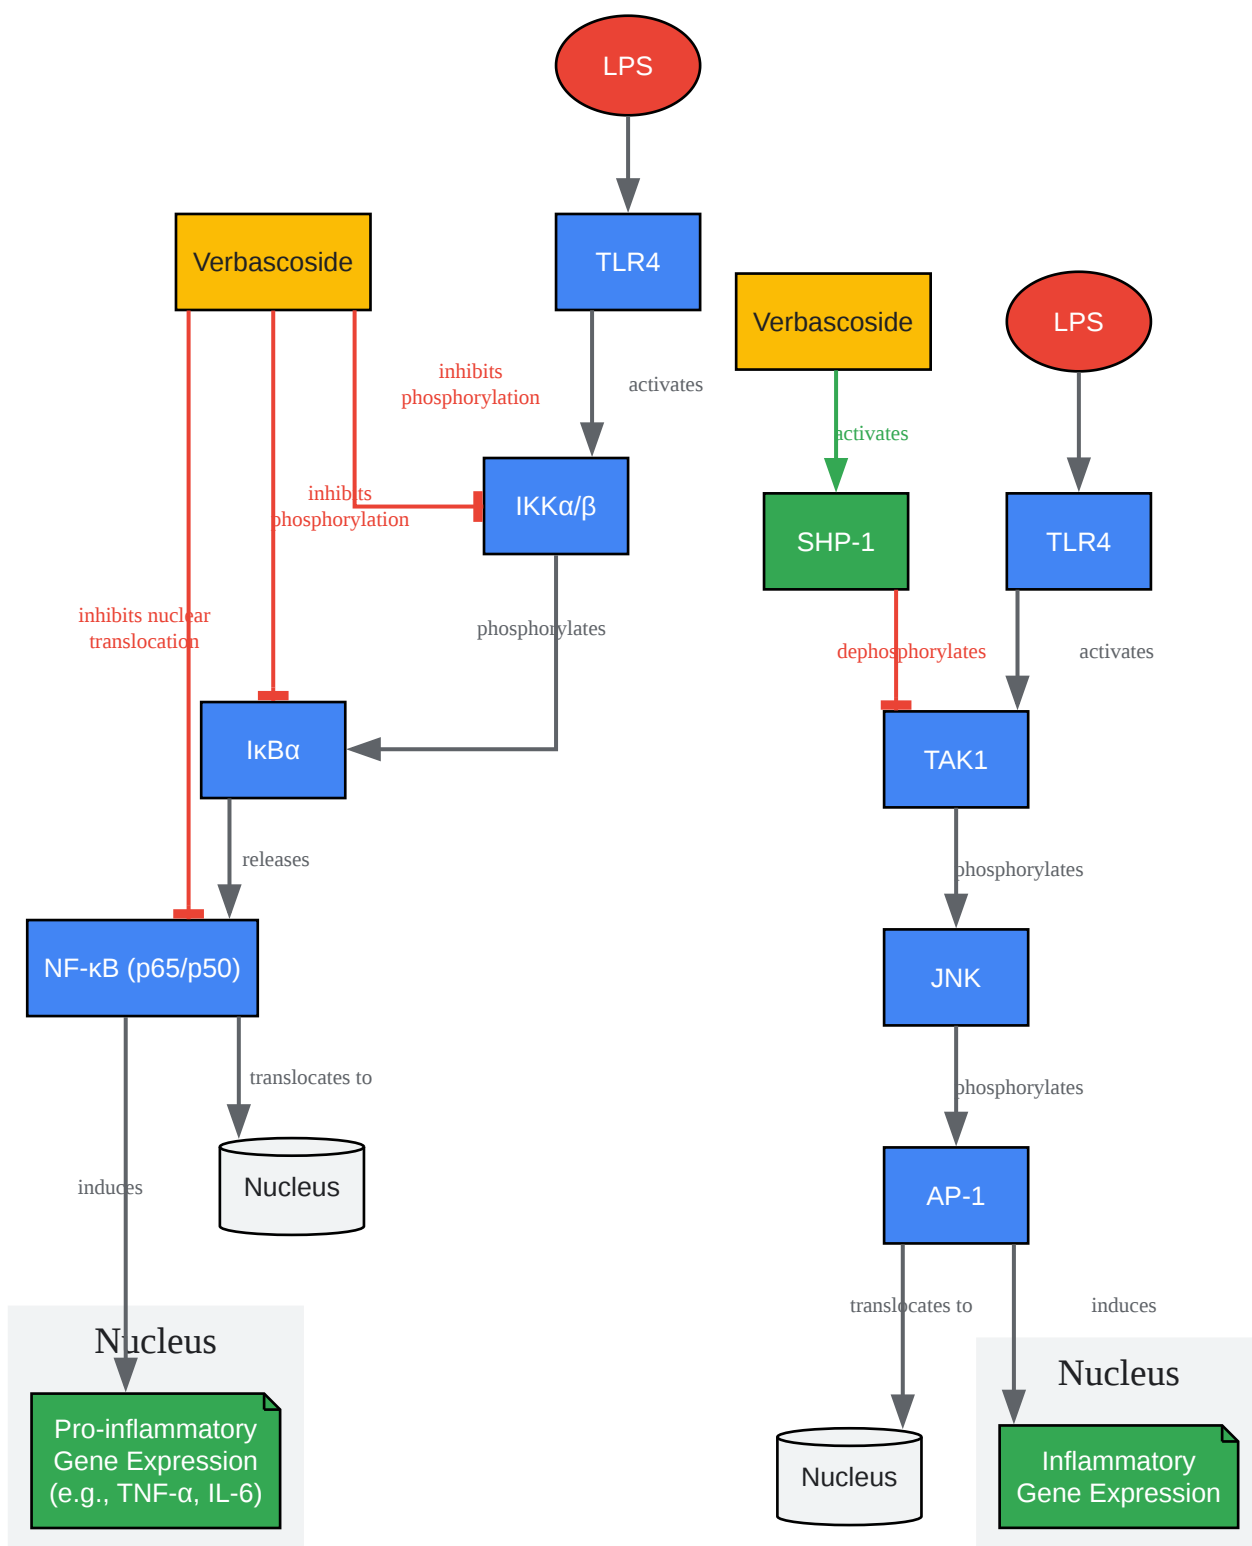 LPS
Verbascoside
TLR4
Verbascoside
LPS
inhibits
phosphorylation
activates
activates
inhibits
phosphorylation
IKKα/β
SHP-1
TLR4
inhibits nuclear
translocation
phosphorylates
dephosphorylates
activates
IκBα
TAK1
releases
phosphorylates
NF-κB (p65/p50)
JNK
translocates to
phosphorylates
induces
Nucleus
AP-1
translocates to
induces
Nucleus
Nucleus
Pro-inflammatory
Gene Expression
(e.g., TNF-α, IL-6)
Nucleus
Inflammatory
Gene Expression